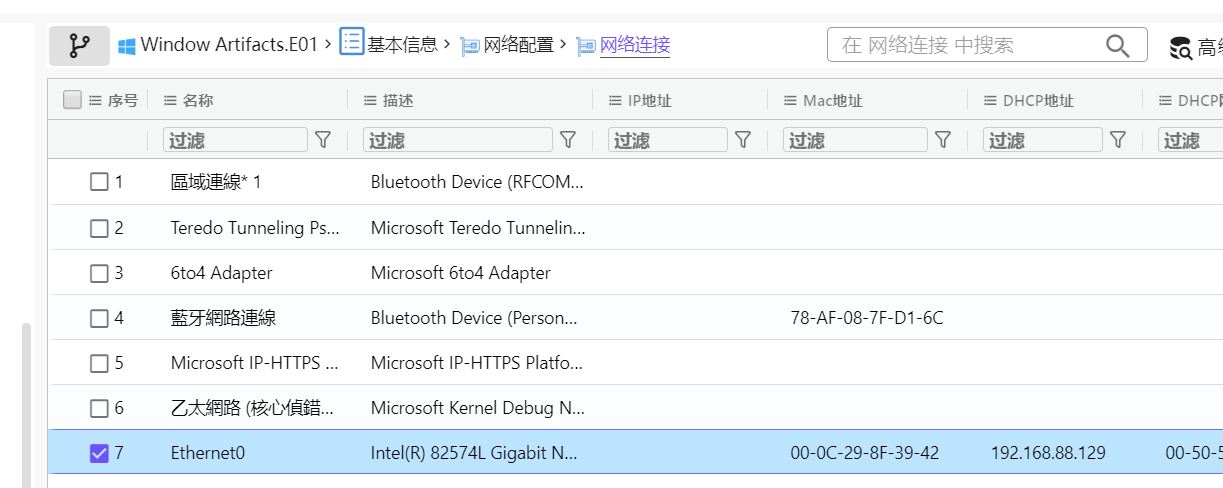 Window Artifacts.E01 › 基本信息 › 网络配置 › 网络连接 在 网络连接 中搜索
序号 名称 描述 IP地址 Mac地址 DHCP地址 DHCP
过滤 过滤 过滤 过滤 过滤 过滤
1 區域連線* 1 Bluetooth Device (RFCOM...
2 Teredo Tunneling Ps... Microsoft Teredo Tunnelin...
3 6to4 Adapter Microsoft 6to4 Adapter
4 藍牙網路連線 Bluetooth Device (Person... 78-AF-08-7F-D1-6C
5 Microsoft IP-HTTPS ... Microsoft IP-HTTPS Platfo...
6 乙太網路 (核心偵錯... Microsoft Kernel Debug N...
7 Ethernet0 Intel(R) 82574L Gigabit N... 00-0C-29-8F-39-42 192.168.88.129 00-50-5